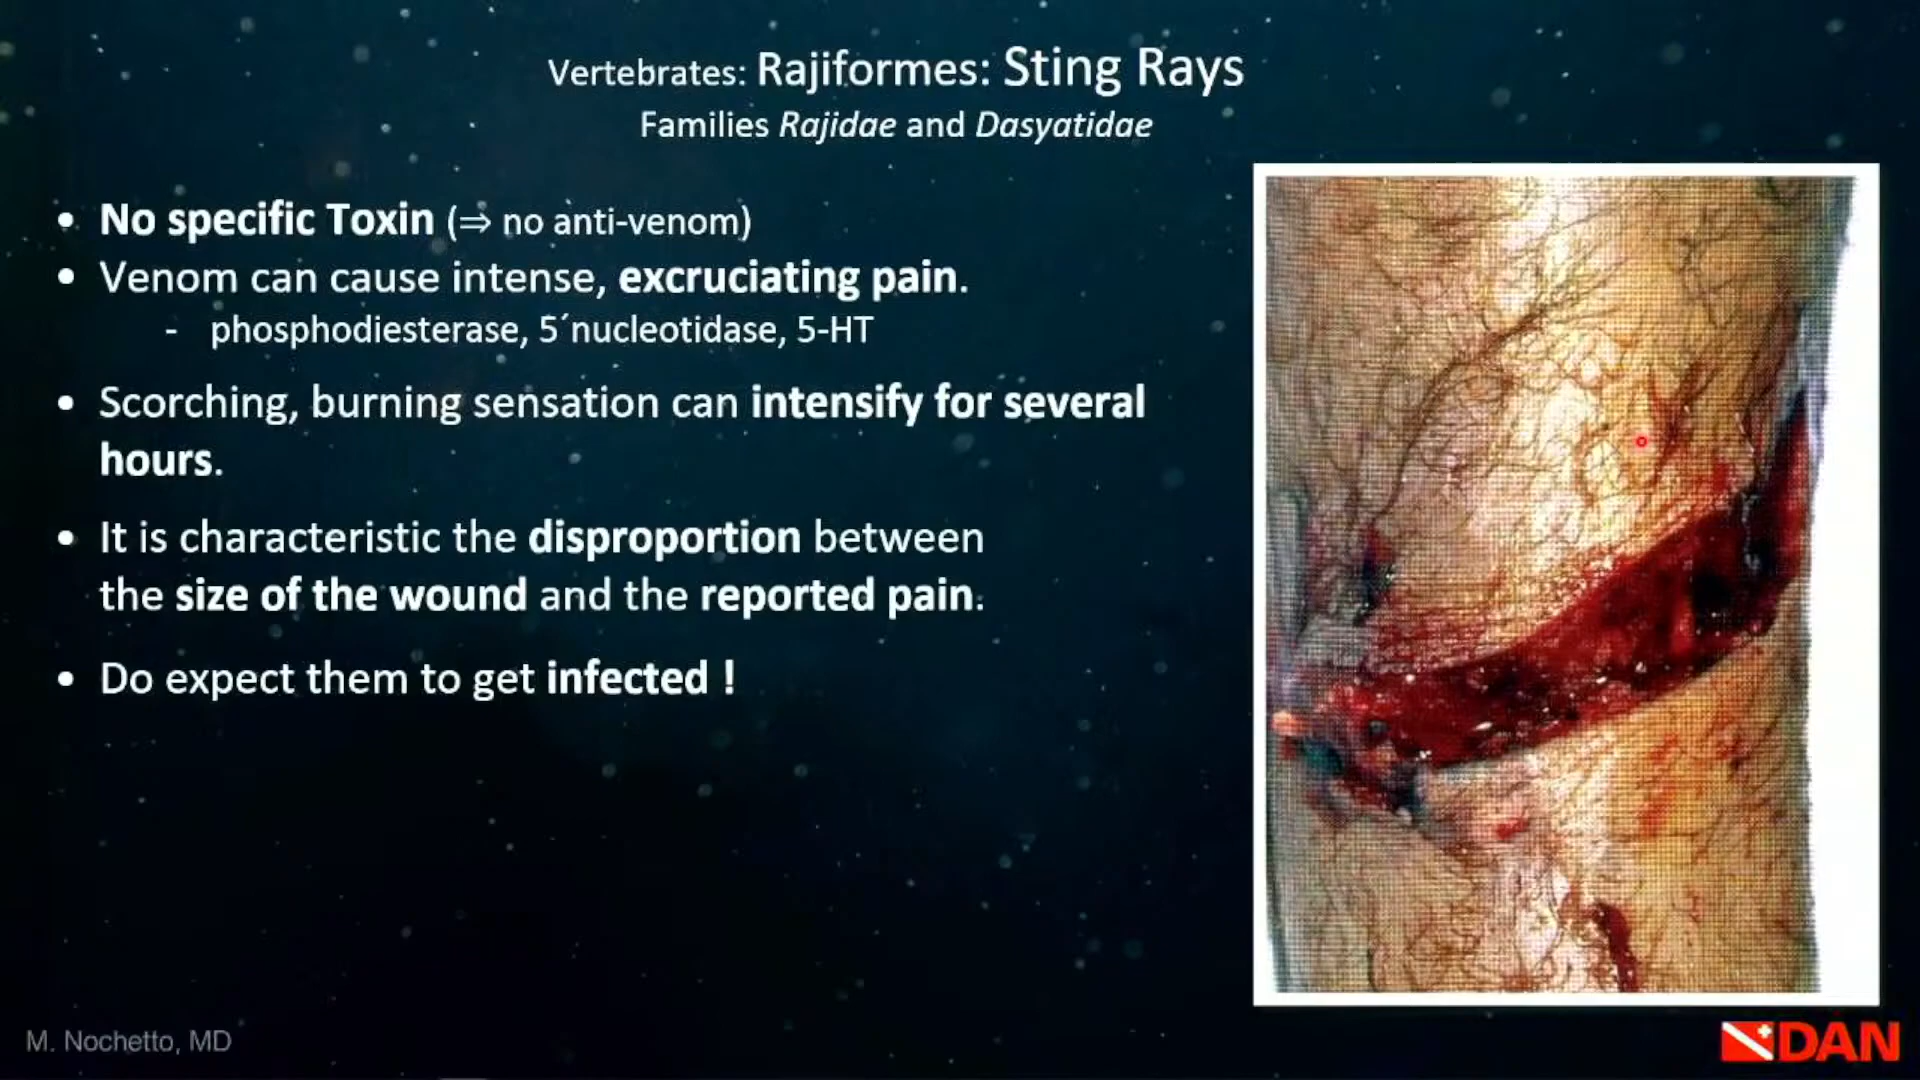 Vertebrates: Rajiformes: Sting Rays
Families Rajidae and Dasyatidae
• No specific Toxin (⇒ no anti-venom)
• Venom can cause intense, excruciating pain.
- phosphodiesterase, 5´nucleotidase, 5-HT
• Scorching, burning sensation can intensify for several
hours.
• It is characteristic the disproportion between
the size of the wound and the reported pain.
• Do expect them to get infected !
M. Nochetto, MD
DAN